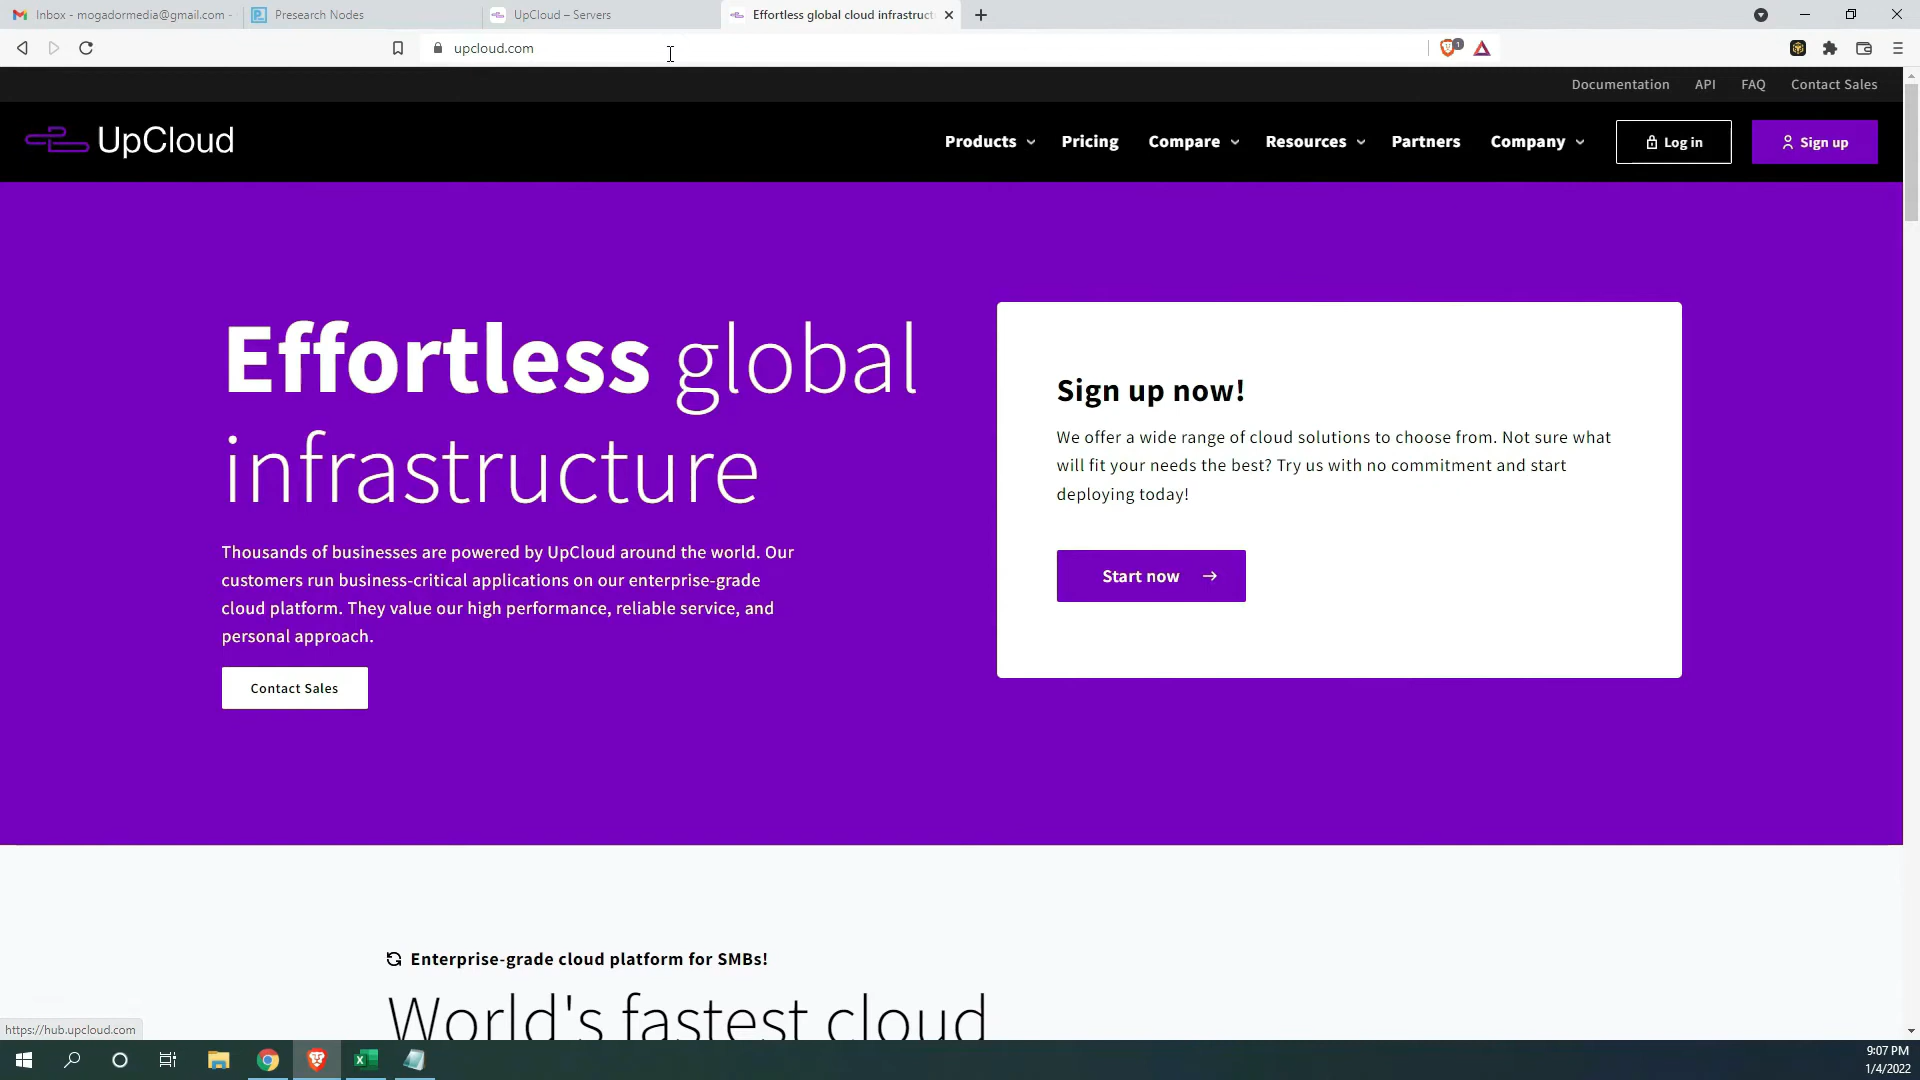 Inbox - mogadormedia@gmail.com -
Presearch Nodes
UpCloud – Servers
Effortless global cloud infrastruct
upcloud.com
1
Documentation API FAQ Contact Sales
UpCloud
Products Pricing Compare Resources Partners Company Log in Sign up
Effortless global
infrastructure
Thousands of businesses are powered by UpCloud around the world. Our
customers run business-critical applications on our enterprise-grade
cloud platform. They value our high performance, reliable service, and
personal approach.
Contact Sales
Sign up now!
We offer a wide range of cloud solutions to choose from. Not sure what
will fit your needs the best? Try us with no commitment and start
deploying today!
Start now
Enterprise-grade cloud platform for SMBs!
World's fastest cloud
https://hub.upcloud.com
9:07 PM
1/4/2022